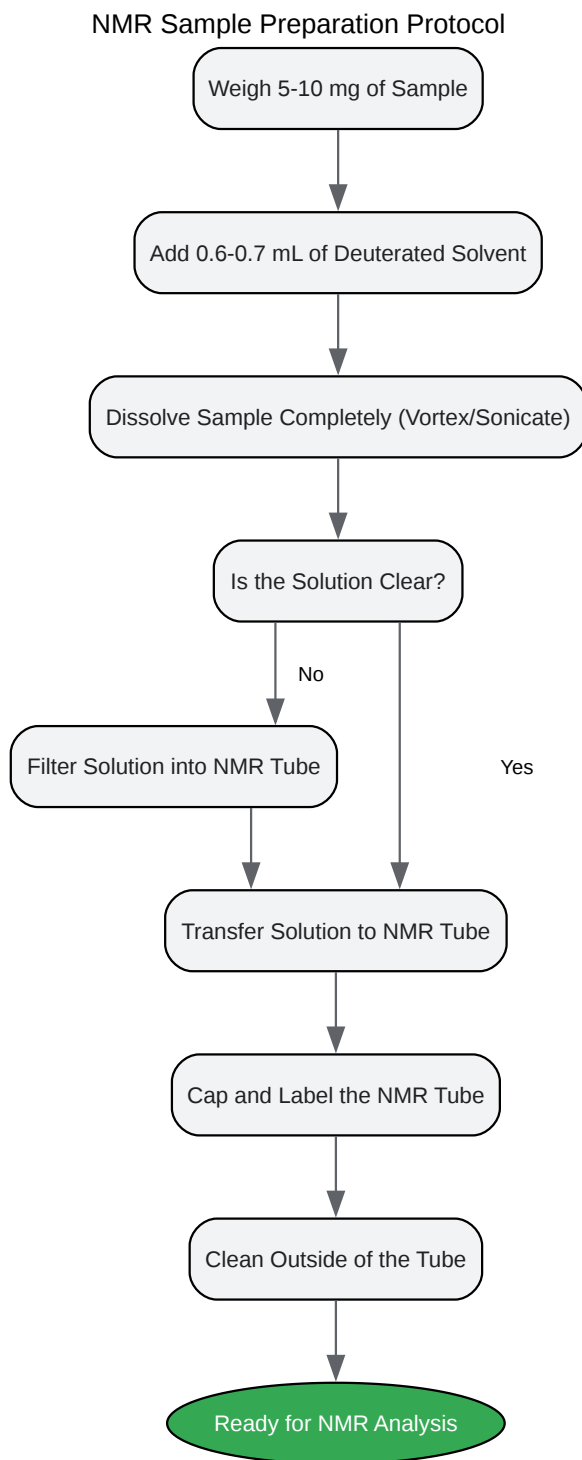 NMR Sample Preparation Protocol
Weigh 5-10 mg of Sample
Add 0.6-0.7 mL of Deuterated Solvent
Dissolve Sample Completely (Vortex/Sonicate)
Is the Solution Clear?
No
Filter Solution into NMR Tube
Yes
Transfer Solution to NMR Tube
Cap and Label the NMR Tube
Clean Outside of the Tube
Ready for NMR Analysis